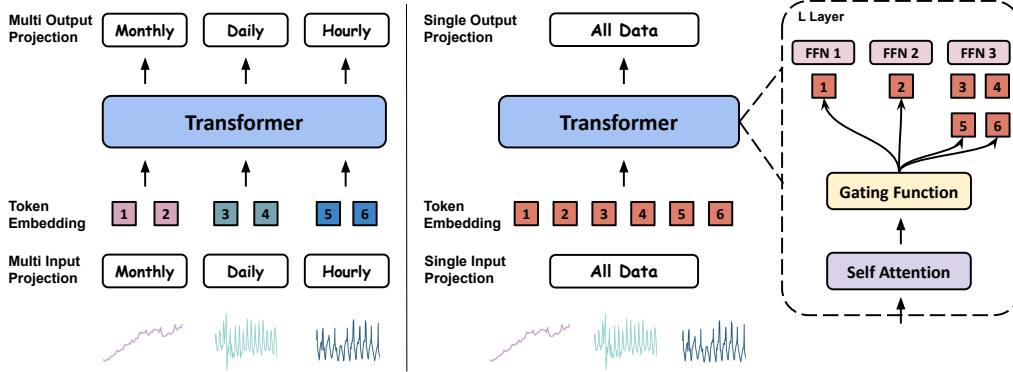 Multi Output
Projection
Monthly
Daily
Hourly
Transformer
Token
Embedding
1
2
3
4
5
6
Multi Input
Projection
Monthly
Daily
Hourly
Single Output
Projection
All Data
Transformer
Token
Embedding
1
2
3
4
5
6
Single Input
Projection
All Data
L Layer
FFN 1
FFN 2
FFN 3
1
2
3
4
5
6
Gating Function
Self Attention